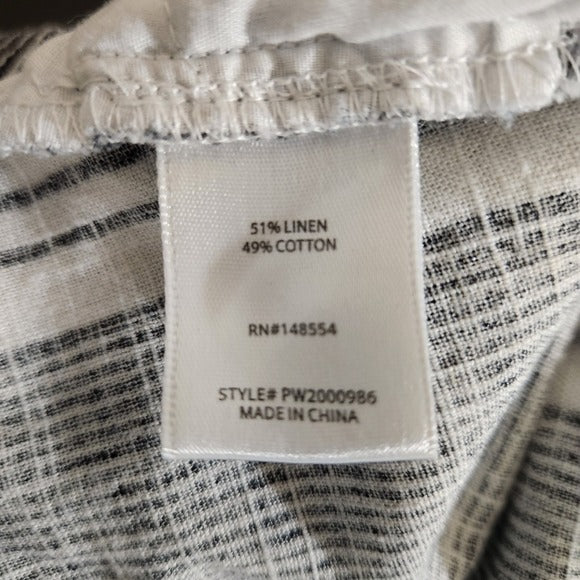 51% LINEN
49% COTTON
RN#148554
STYLE# PW2000986
MADE IN CHINA